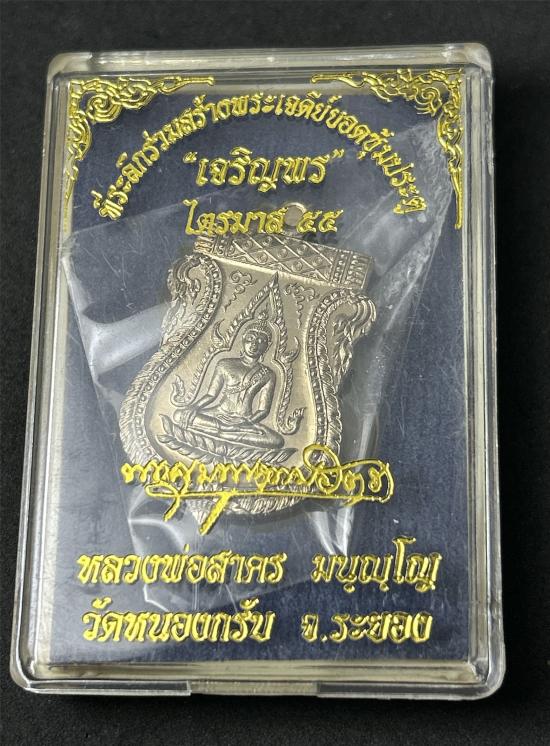 ที่ระลึกร่วมสร้างพระเจดีย์ยอดซุ้มประตู
"เจริญพร"
ไตรมาส ๕๕
หลวงพ่อสาคร มนุญฺโญ
วัดหนองกรับ จ.ระยอง